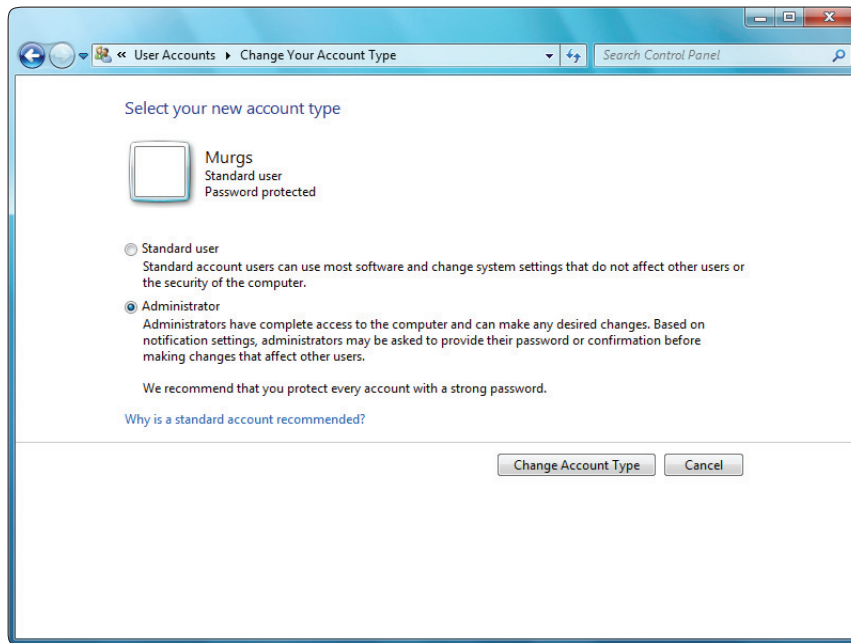 « User Accounts ▸ Change Your Account Type
Search Control Panel
Select your new account type
Murgs
Standard user
Password protected
Standard user
Standard account users can use most software and change system settings that do not affect other users or
the security of the computer.
Administrator
Administrators have complete access to the computer and can make any desired changes. Based on
notification settings, administrators may be asked to provide their password or confirmation before
making changes that affect other users.
We recommend that you protect every account with a strong password.
Why is a standard account recommended?
Change Account Type
Cancel